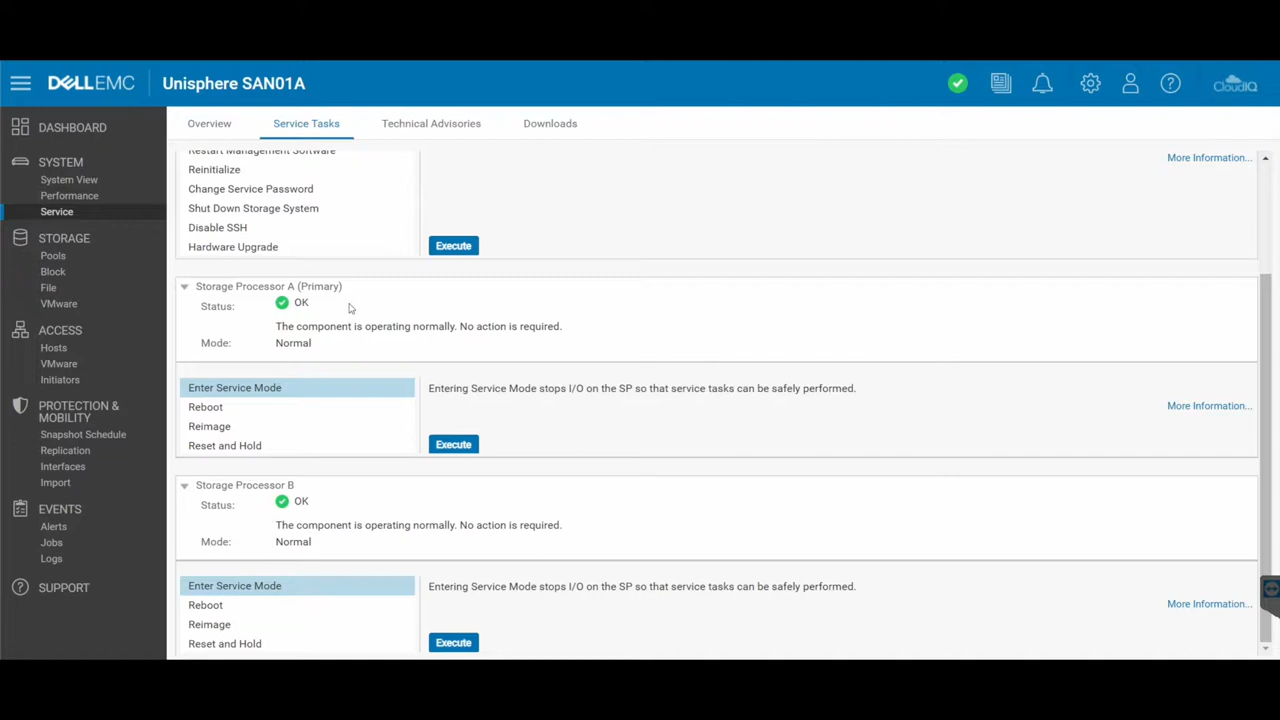 DELLEMC
Unisphere SAN01A
CloudIQ
DASHBOARD
SYSTEM
System View
Performance
Service
STORAGE
Pools
Block
File
VMware
ACCESS
Hosts
VMware
Initiators
PROTECTION &
MOBILITY
Snapshot Schedule
Replication
Interfaces
Import
EVENTS
Alerts
Jobs
Logs
SUPPORT
Overview
Service Tasks
Technical Advisories
Downloads
Restart Management Software
Reinitialize
Change Service Password
Shut Down Storage System
Disable SSH
Hardware Upgrade
More Information...
Execute
Storage Processor A (Primary)
Status:
OK
The component is operating normally. No action is required.
Mode:
Normal
Enter Service Mode
Reboot
Reimage
Reset and Hold
Entering Service Mode stops I/O on the SP so that service tasks can be safely performed.
More Information...
Execute
Storage Processor B
Status:
OK
The component is operating normally. No action is required.
Mode:
Normal
Enter Service Mode
Reboot
Reimage
Reset and Hold
Entering Service Mode stops I/O on the SP so that service tasks can be safely performed.
More Information...
Execute